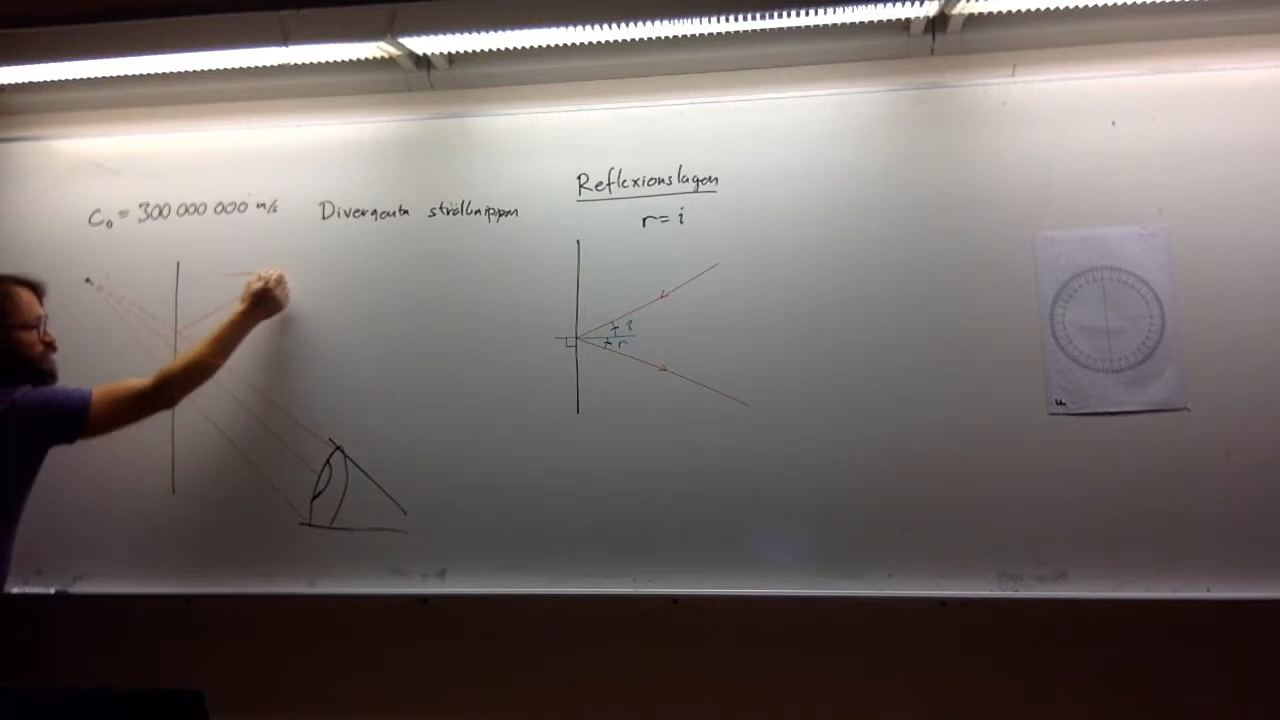 C₀ = 300 000 000 m/s
Divergenta strålknippen
Reflexionslagen
r = i
i
r
F